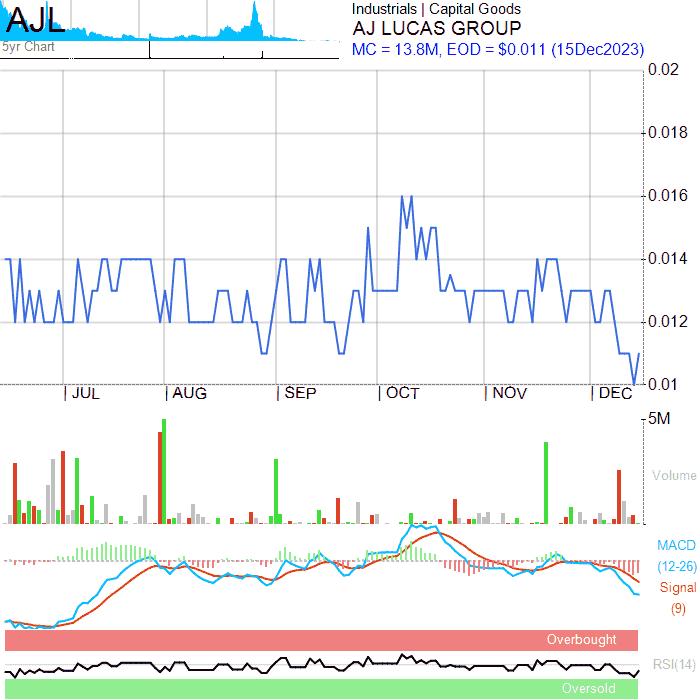 AJL
5yr Chart
Industrials | Capital Goods
AJ LUCAS GROUP
MC = 13.8M, EOD = $0.011 (15Dec2023)
0.02
0.018
0.016
0.014
0.012
0.01
JUL AUG SEP OCT NOV DEC
5M
Volume
MACD
(12-26)
Signal
(9)
Overbought
RSI(14)
Oversold